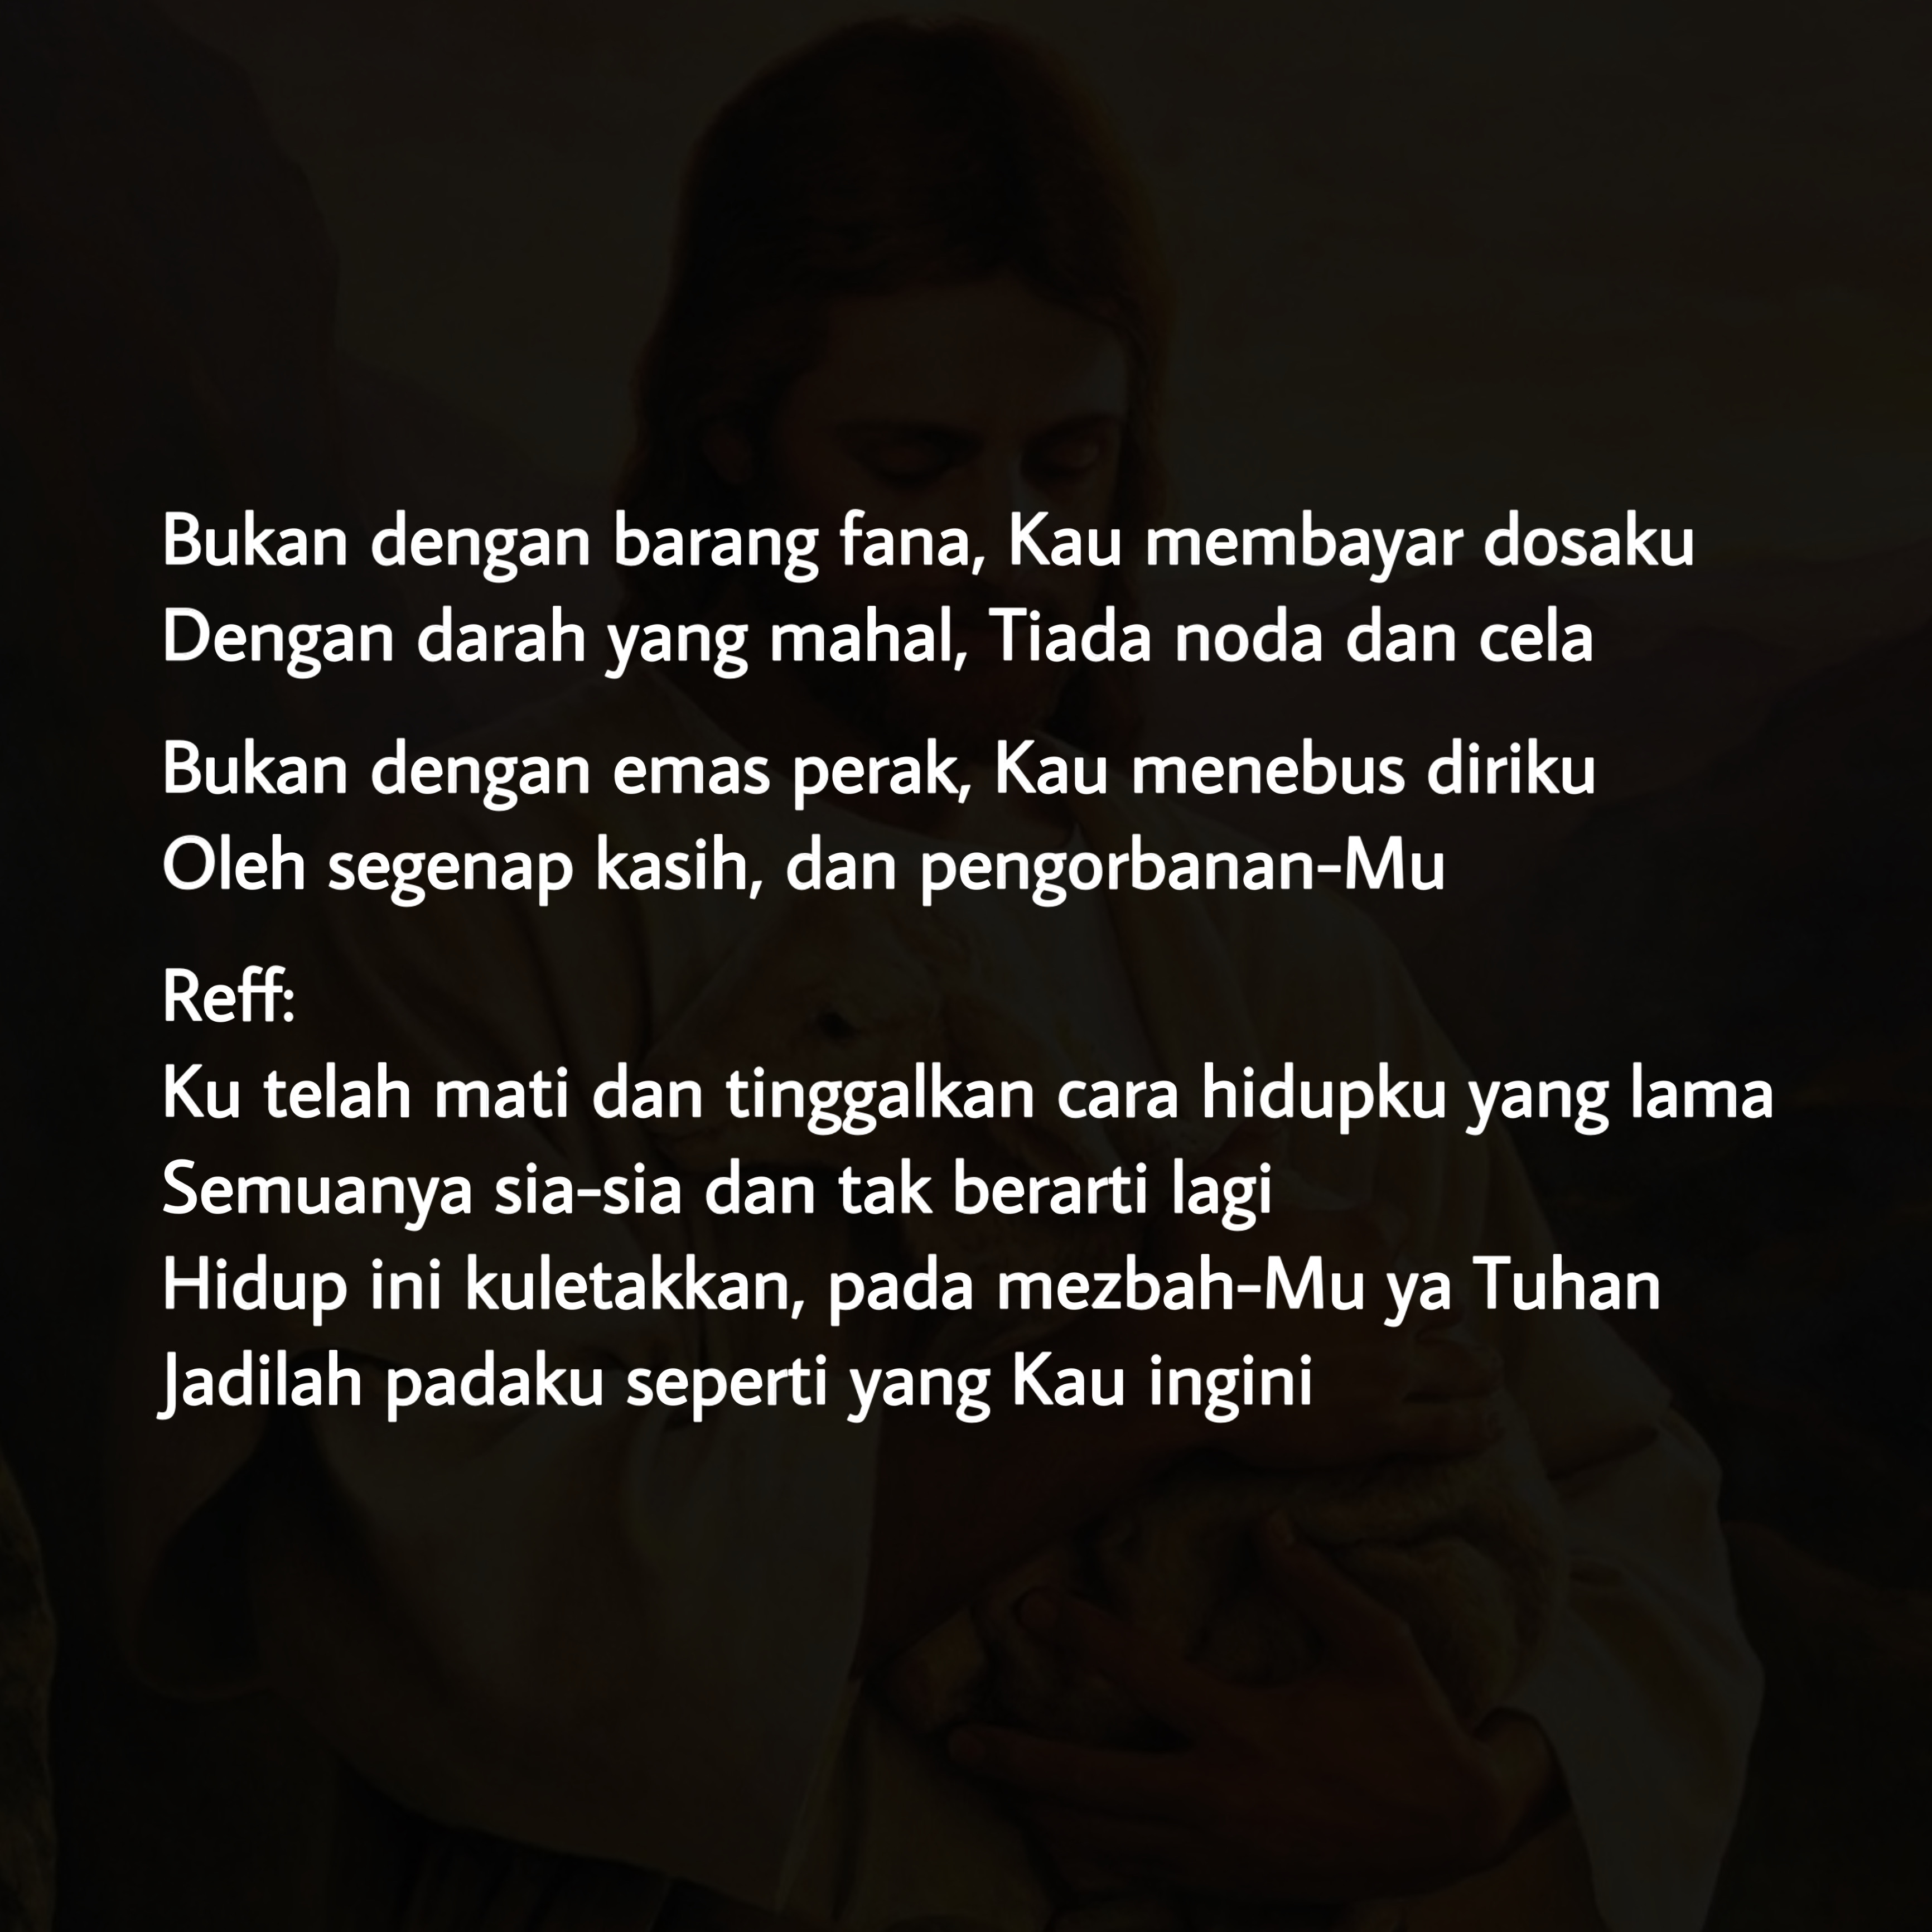 Bukan dengan barang fana, Kau membayar dosaku
Dengan darah yang mahal, Tiada noda dan cela
Bukan dengan emas perak, Kau menebus diriku
Oleh segenap kasih, dan pengorbanan-Mu
Reff:
Ku telah mati dan tinggalkan cara hidupku yang lama
Semuanya sia-sia dan tak berarti lagi
Hidup ini kuletakkan, pada mezbah-Mu ya Tuhan
Jadilah padaku seperti yang Kau ingini